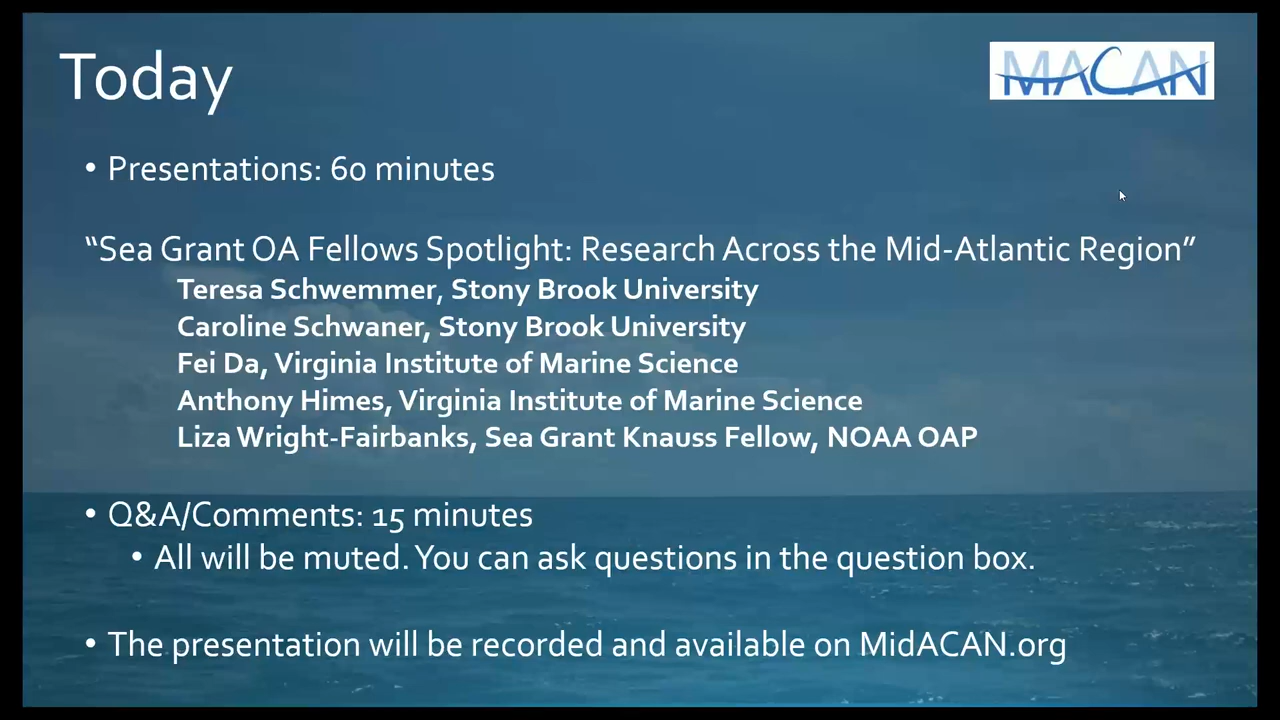 Today
MACAN
• Presentations: 60 minutes
“Sea Grant OA Fellows Spotlight: Research Across the Mid-Atlantic Region”
Teresa Schwemmer, Stony Brook University
Caroline Schwaner, Stony Brook University
Fei Da, Virginia Institute of Marine Science
Anthony Himes, Virginia Institute of Marine Science
Liza Wright-Fairbanks, Sea Grant Knauss Fellow, NOAA OAP
• Q&A/Comments: 15 minutes
• All will be muted. You can ask questions in the question box.
• The presentation will be recorded and available on MidACAN.org